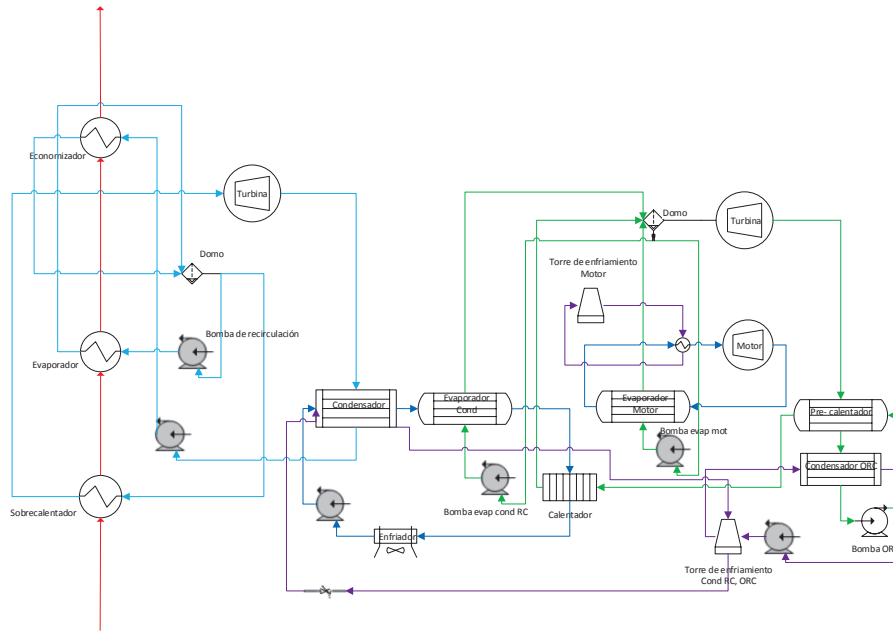 Economizador
Turbina
Domo
Turbina
Domo
Torre de enfriamiento
Motor
Bomba de recirculación
Evaporador
Motor
Condensador
Evaporador
Cond
Evaporador
Motor
Pre- calentador
Bomba evap mot
Condensador ORC
Sobrecalentador
Bomba evap cond RC
Calentador
Enfriador
Bomba OR
Torre de enfriamiento
Cond RC, ORC